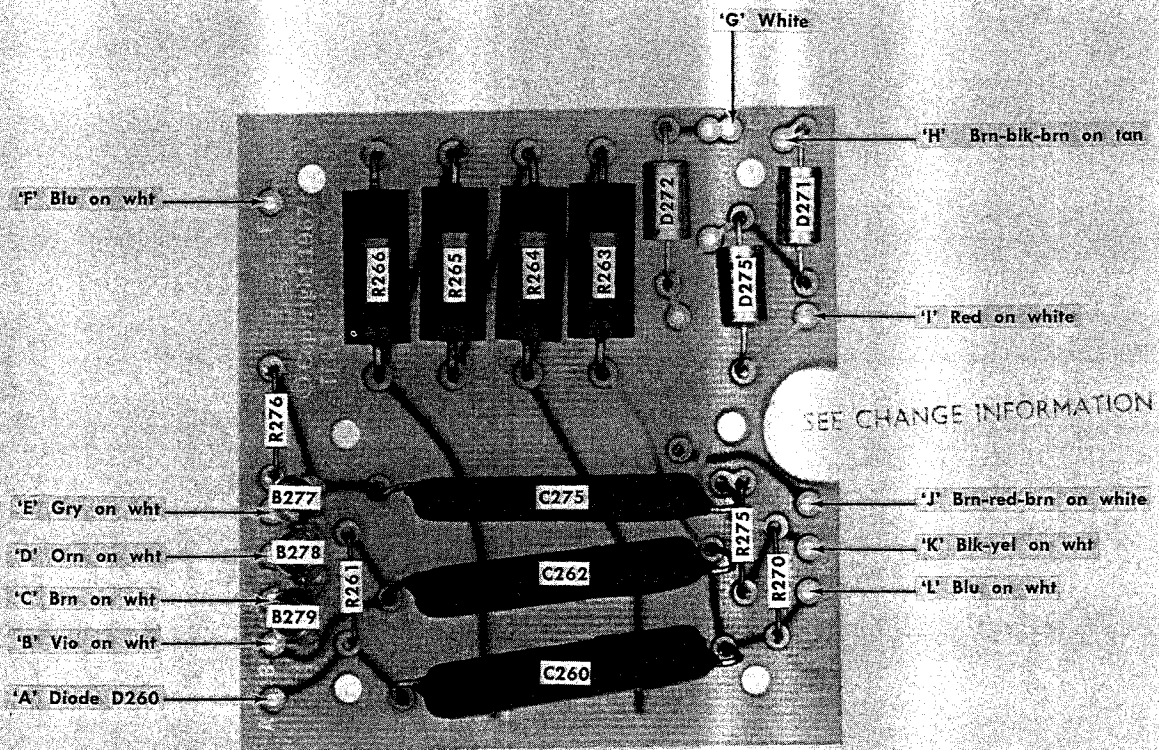 'G' White
'H' Brn-blk-brn on tan
'F' Blu on wht
D272
D271
R266
R265
R264
R263
D275
'I' Red on white
SEE CHANGE INFORMATION
R276
B277
C275
'J' Brn-red-brn on white
'E' Gry on wht
R275
'K' Blk-yel on wht
'D' Orn on wht
B278
C262
R270
R261
'L' Blu on wht
'C' Brn on wht
B279
'B' Vio on wht
C260
'A' Diode D260